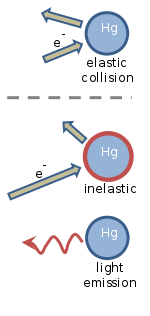 Hg
e-
elastic
collision
Hg
e-
inelastic
Hg
light
emission